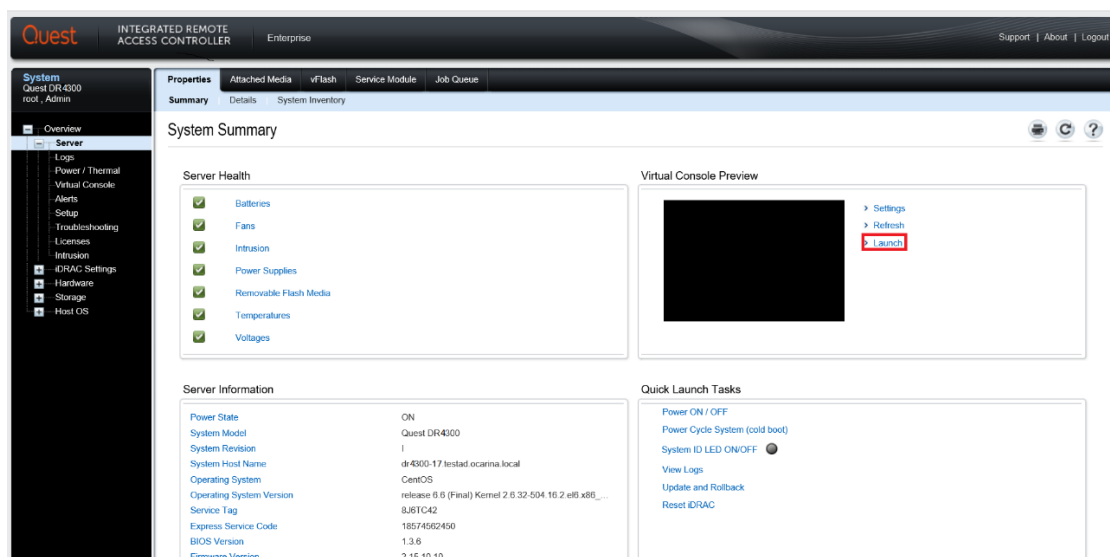 Quest
INTEGRATED REMOTE
ACCESS CONTROLLER
Enterprise
Support | About | Logout
System
Quest DR4300
root , Admin
Properties Attached Media vFlash Service Module Job Queue
Summary Details System Inventory
Overview
Server
Logs
Power / Thermal
Virtual Console
Alerts
Setup
Troubleshooting
Licenses
Intrusion
iDRAC Settings
Hardware
Storage
Host OS
System Summary
Server Health
Batteries
Fans
Intrusion
Power Supplies
Removable Flash Media
Temperatures
Voltages
Virtual Console Preview
Settings
Refresh
Launch
Server Information
Power State ON
System Model Quest DR4300
System Revision I
System Host Name dr4300-17.testad.ocarina.local
Operating System CentOS
Operating System Version release 6.6 (Final) Kernel 2.6.32-504.16.2.el6.x86_...
Service Tag 8J6TC42
Express Service Code 18574562450
BIOS Version 1.3.6
Firmware Version 2.15.10.10
Quick Launch Tasks
Power ON / OFF
Power Cycle System (cold boot)
System ID LED ON/OFF
View Logs
Update and Rollback
Reset iDRAC